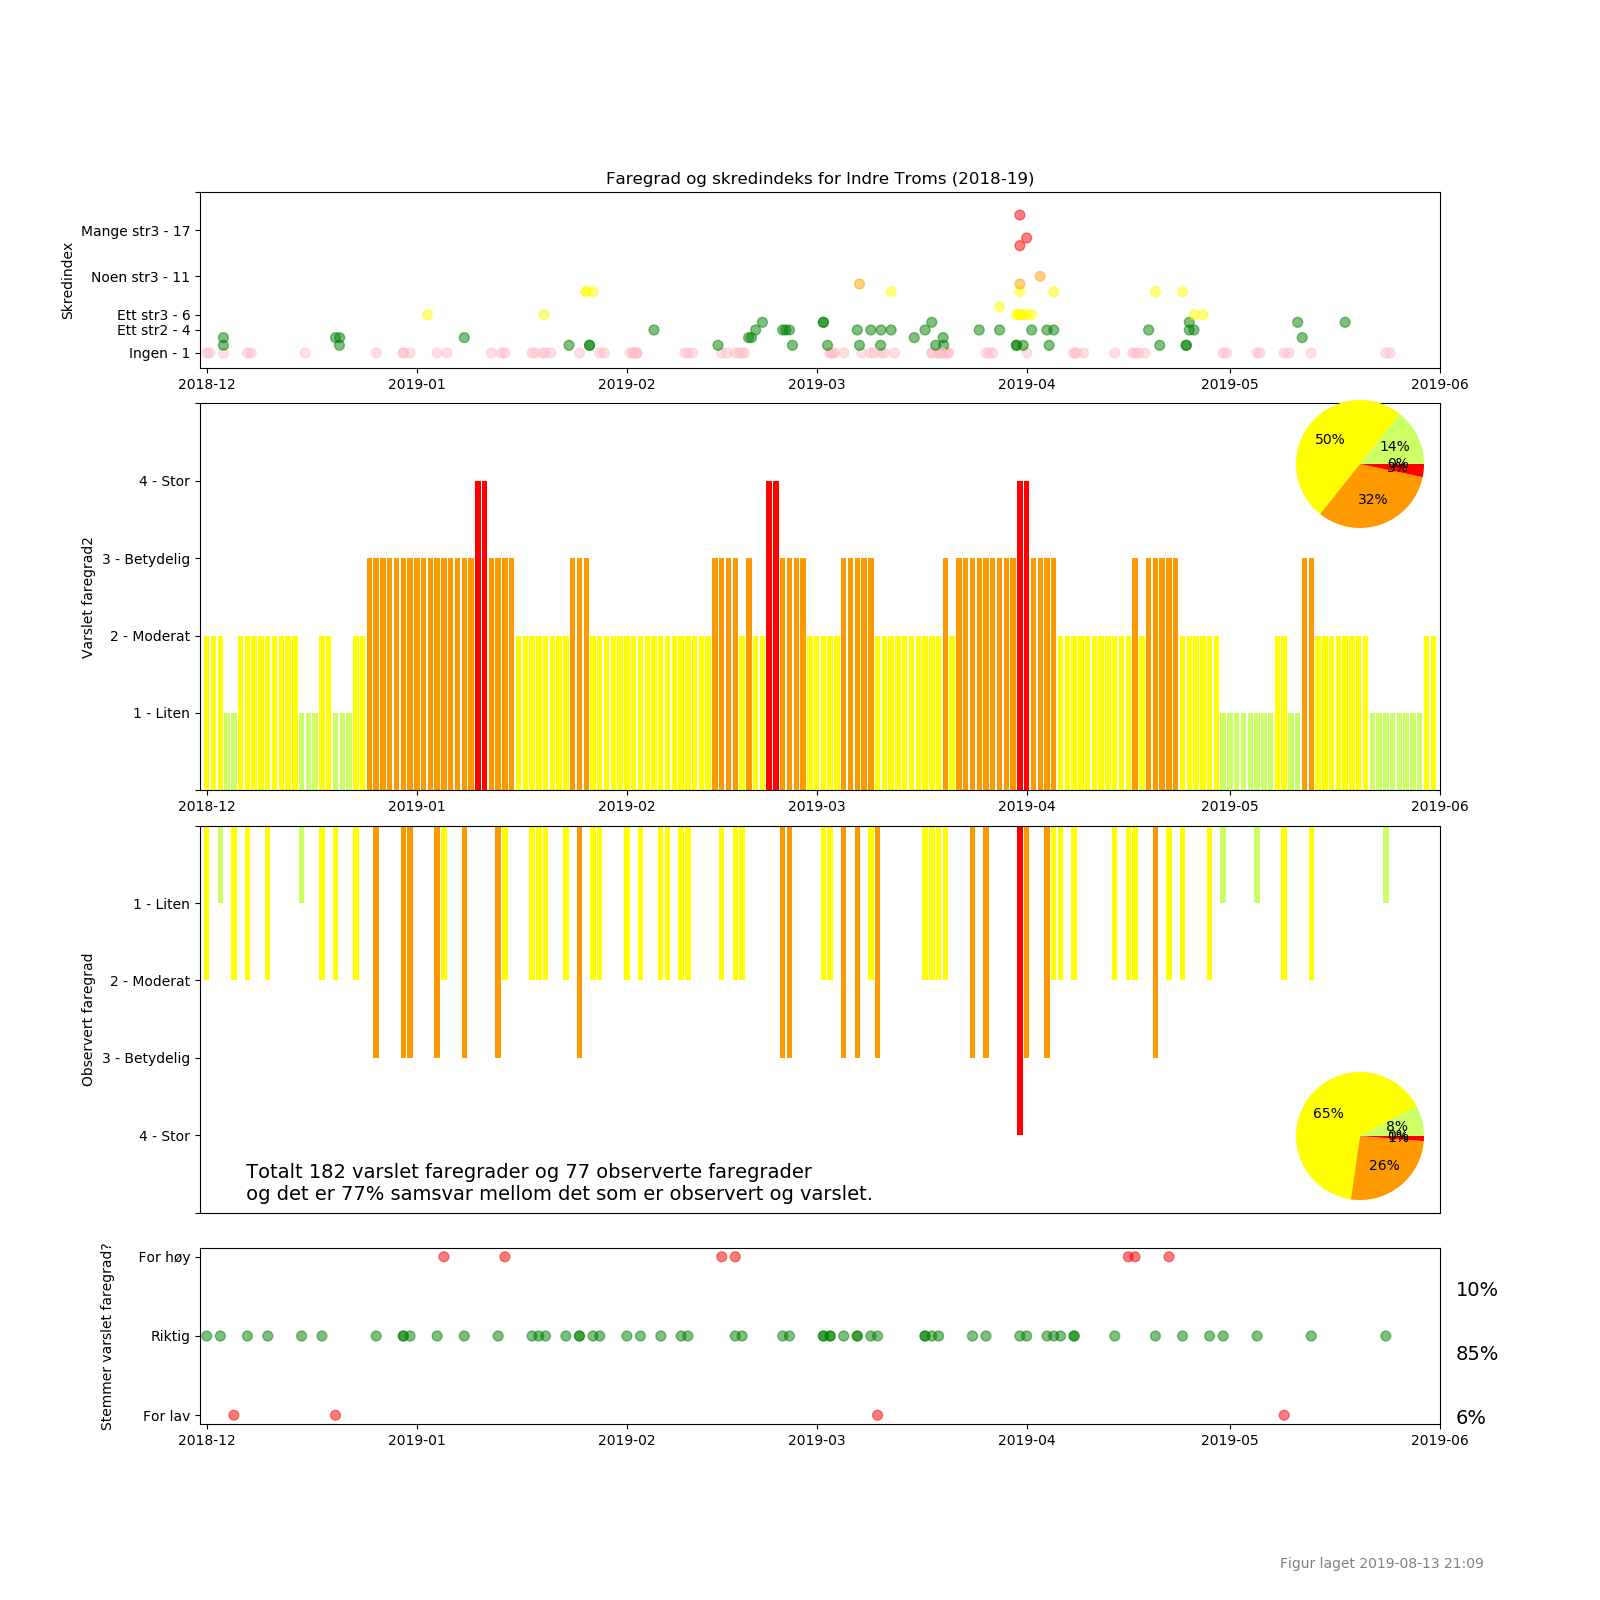 Faregrad og skredindeks for Indre Troms (2018-19)
Skredindex
Mange str3 - 17
Noen str3 - 11
Ett str3 - 6
Ett str2 - 4
Ingen - 1
2018-12 2019-01 2019-02 2019-03 2019-04 2019-05 2019-06
Varslet faregrad2
4 - Stor
3 - Betydelig
2 - Moderat
1 - Liten
50%
14%
32%
2018-12 2019-01 2019-02 2019-03 2019-04 2019-05 2019-06
Observert faregrad
1 - Liten
2 - Moderat
3 - Betydelig
4 - Stor
65%
8%
26%
Totalt 182 varslet faregrader og 77 observerte faregrader
og det er 77% samsvar mellom det som er observert og varslet.
Stemmer varslet faregrad?
For høy
Riktig
For lav
10%
85%
6%
2018-12 2019-01 2019-02 2019-03 2019-04 2019-05 2019-06
Figur laget 2019-08-13 21:09